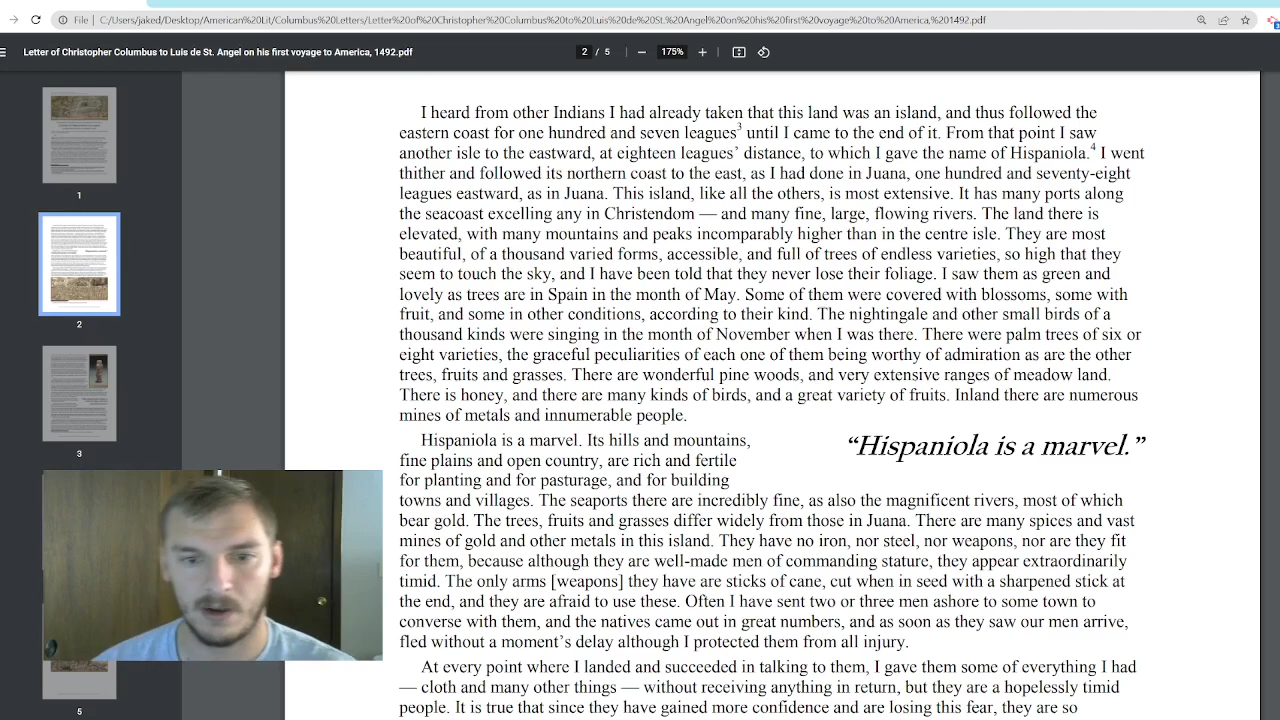 File | C:/Users/jaked/Desktop/American%20Lit/Columbus%20Letters/Letter%20of%20Christopher%20Columbus%20to%20Luis%20de%20St.%20Angel%20on%20his%20first%20voyage%20to%20America,%201492.pdf
Letter of Christopher Columbus to Luis de St. Angel on his first voyage to America, 1492.pdf
2 / 5
175%
1
2
3
5
I heard from other Indians I had already taken that this land was an island, and thus followed the
eastern coast for one hundred and seven leagues3 until I came to the end of it. From that point I saw
another isle to the eastward, at eighteen leagues’ distance, to which I gave the name of Hispaniola.4 I went
thither and followed its northern coast to the east, as I had done in Juana, one hundred and seventy-eight
leagues eastward, as in Juana. This island, like all the others, is most extensive. It has many ports along
the seacoast excelling any in Christendom — and many fine, large, flowing rivers. The land there is
elevated, with many mountains and peaks incomparably higher than in the centre isle. They are most
beautiful, of a thousand varied forms, accessible, and full of trees of endless varieties, so high that they
seem to touch the sky, and I have been told that they never lose their foliage. I saw them as green and
lovely as trees are in Spain in the month of May. Some of them were covered with blossoms, some with
fruit, and some in other conditions, according to their kind. The nightingale and other small birds of a
thousand kinds were singing in the month of November when I was there. There were palm trees of six or
eight varieties, the graceful peculiarities of each one of them being worthy of admiration as are the other
trees, fruits and grasses. There are wonderful pine woods, and very extensive ranges of meadow land.
There is honey, and there are many kinds of birds, and a great variety of fruits. Inland there are numerous
mines of metals and innumerable people.
Hispaniola is a marvel. Its hills and mountains,
fine plains and open country, are rich and fertile
for planting and for pasturage, and for building
“Hispaniola is a marvel.”
towns and villages. The seaports there are incredibly fine, as also the magnificent rivers, most of which
bear gold. The trees, fruits and grasses differ widely from those in Juana. There are many spices and vast
mines of gold and other metals in this island. They have no iron, nor steel, nor weapons, nor are they fit
for them, because although they are well-made men of commanding stature, they appear extraordinarily
timid. The only arms [weapons] they have are sticks of cane, cut when in seed with a sharpened stick at
the end, and they are afraid to use these. Often I have sent two or three men ashore to some town to
converse with them, and the natives came out in great numbers, and as soon as they saw our men arrive,
fled without a moment’s delay although I protected them from all injury.
At every point where I landed and succeeded in talking to them, I gave them some of everything I had
— cloth and many other things — without receiving anything in return, but they are a hopelessly timid
people. It is true that since they have gained more confidence and are losing this fear, they are so